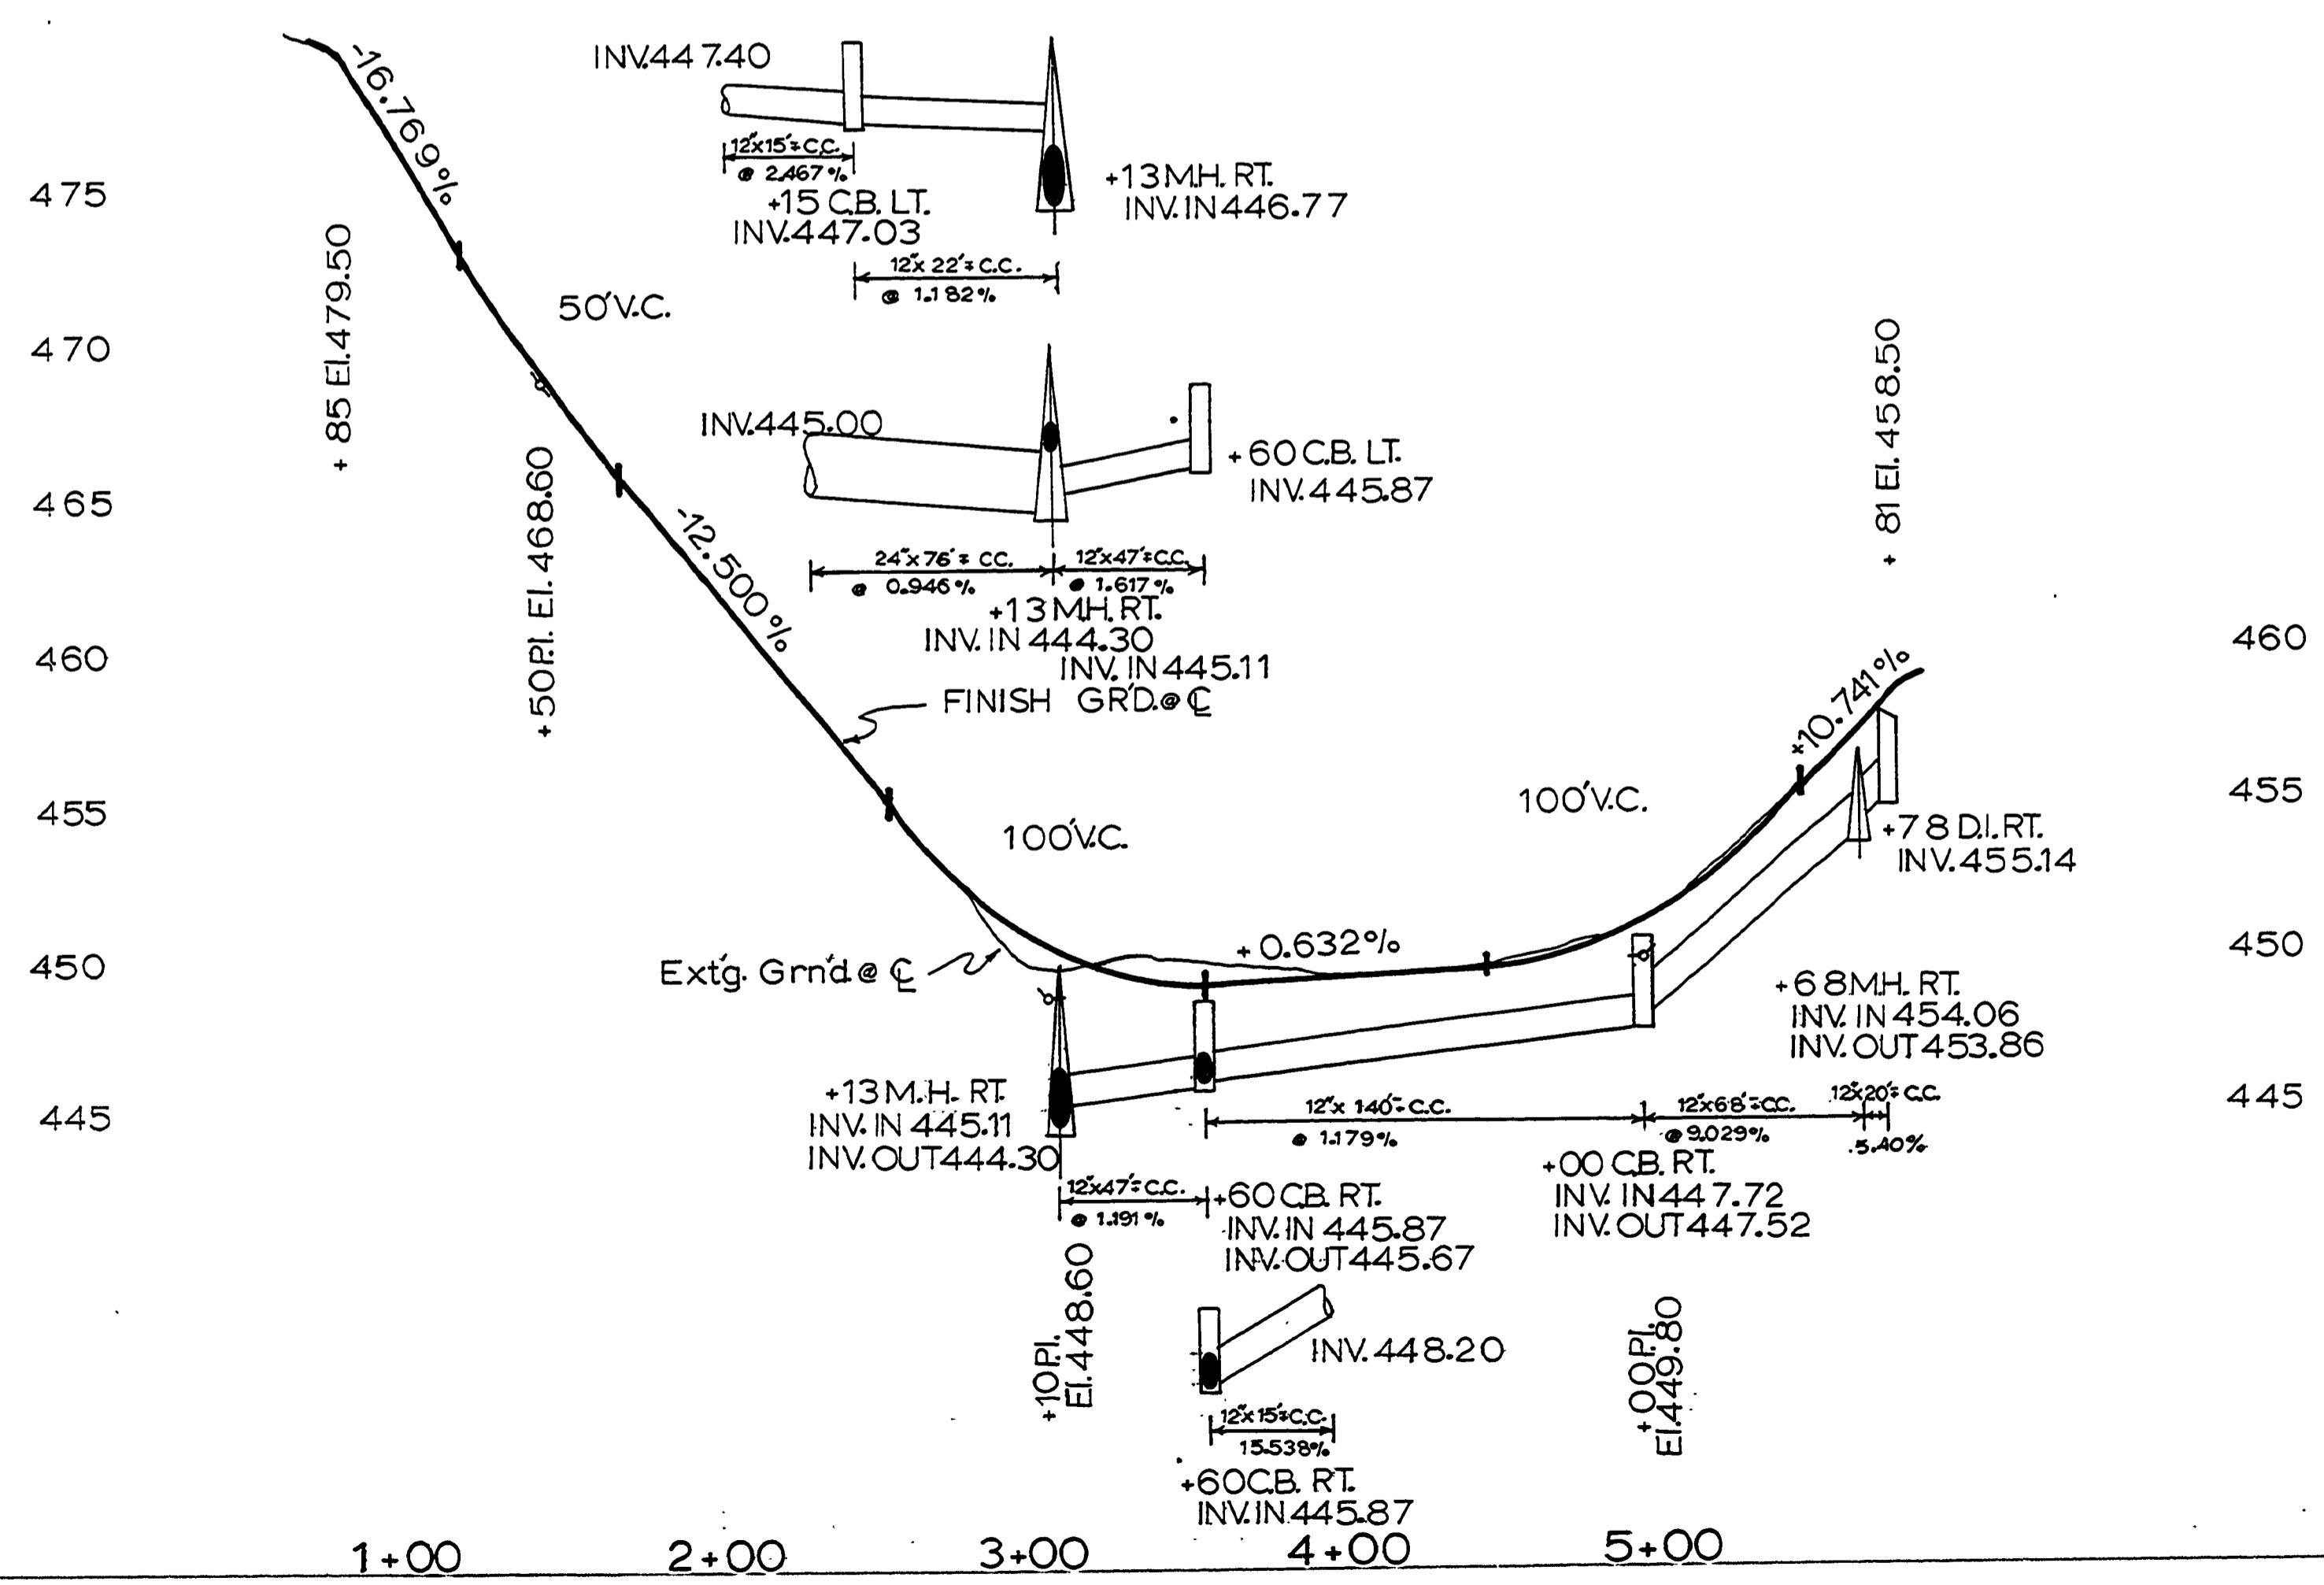 -16.769%
INV.447.40
12"x15'± C.C.
@ 2.467%
+15 C.B. LT.
INV.447.03
+13 M.H. RT.
INV. IN 446.77
12"x 22'± C.C.
@ 1.182%
475
470
465
460
455
450
445
+ 85 El.479.50
50'V.C.
+50P.I. El.468.60
-12.500%
INV.445.00
+60 C.B. LT.
INV.445.87
24"x 76'± CC.
@ 0.946%
12"x47'±C.C.
@ 1.617%
+13 M.H. RT.
INV. IN 444.30
INV. IN 445.11
FINISH GR'D.@ ℄
+ 81 El.458.50
460
455
450
445
+10.741%
100'V.C.
100'V.C.
+78 D.I. RT.
INV.455.14
+0.632%
Ext'g. Grn'd.@ ℄
+68 M.H. RT.
INV. IN 454.06
INV. OUT 453.86
+13 M.H. RT.
INV. IN 445.11
INV. OUT 444.30
12"x 140'± C.C.
@ 1.179%
12"x68'±C.C.
@ 9.029%
12"x20'± C.C.
5.40%
12"x47'± C.C.
@ 1.191%
+60 C.B. RT.
INV. IN 445.87
INV. OUT 445.67
+00 C.B. RT.
INV. IN 447.72
INV. OUT 447.52
+10P.I.
El.448.60
INV.448.20
12"x15'±C.C.
15.538%
+60C.B. RT.
INV.IN 445.87
+00P.I.
El.449.80
1+00 2+00 3+00 4+00 5+00